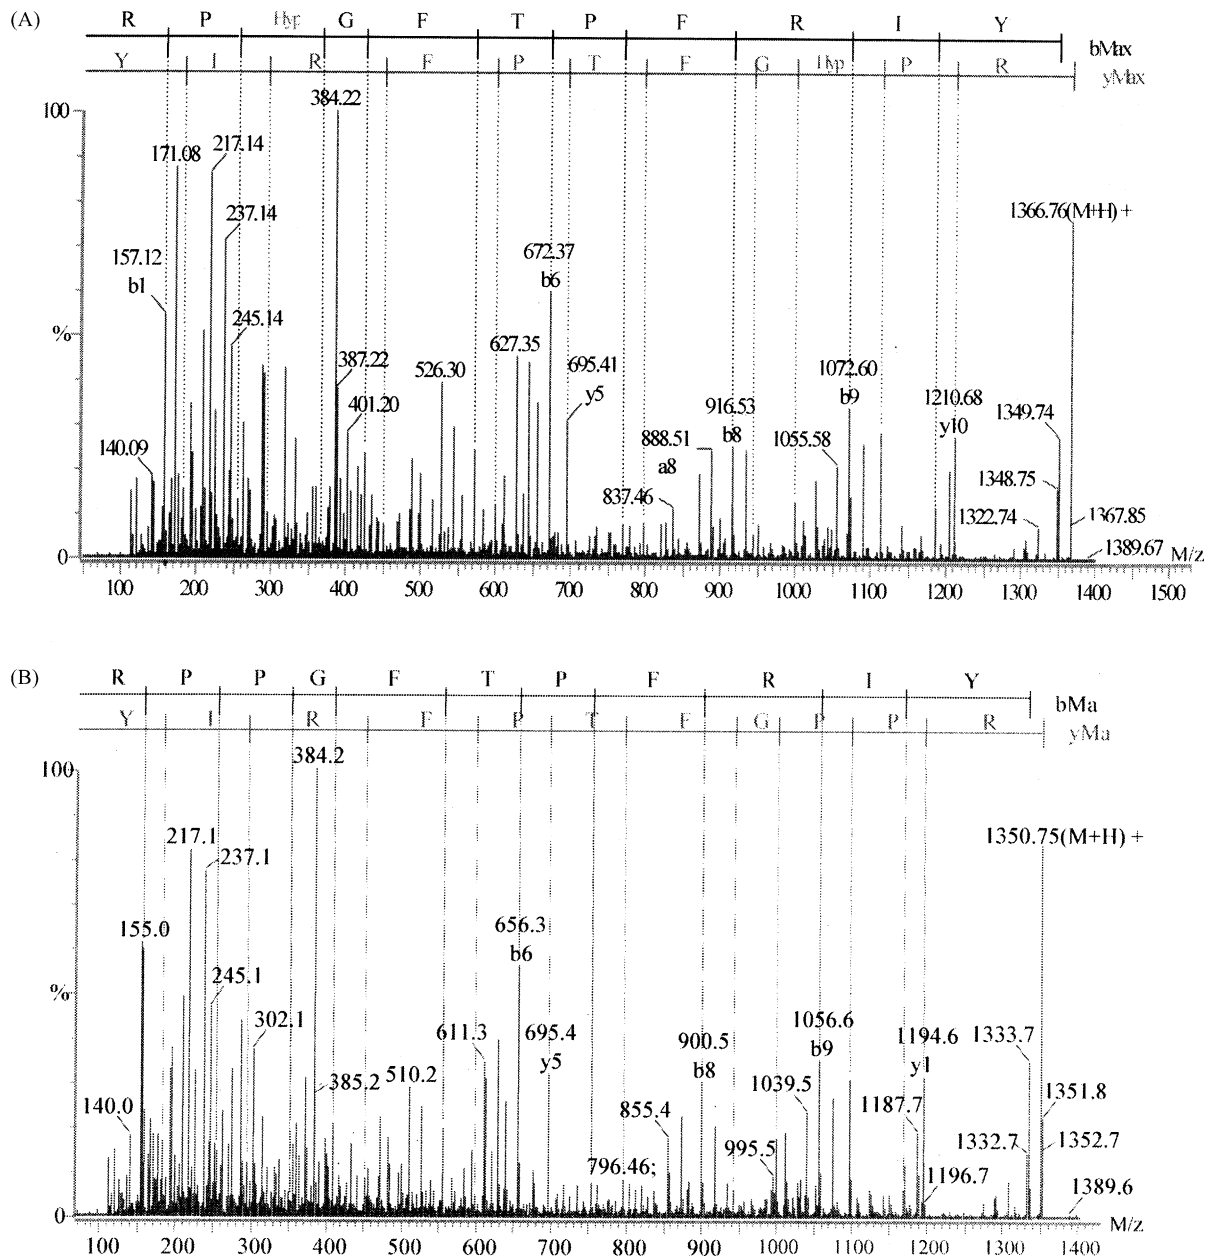 (A)
R P Hyp G F T P F R I Y bMax
Y I R F P T F G Hyp P R yMax
100
384.22
171.08
217.14
237.14
1366.76(M+H) +
157.12
b1
672.37
b6
245.14
%
627.35
387.22
526.30
695.41
y5
401.20
1072.60
b9
916.53
b8
1210.68
y10
1349.74
888.51
a8
1055.58
140.09
837.46
1348.75
1322.74
1367.85
0
1389.67 M/z
100 200 300 400 500 600 700 800 900 1000 1100 1200 1300 1400 1500
(B)
R P P G F T P F R I Y bMa
Y I R F P T F G P P R yMa
100
384.2
217.1
237.1
1350.75(M+H) +
155.0
656.3
b6
245.1
%
302.1
611.3
695.4
y5
900.5
b8
1056.6
b9
1194.6
y1
1333.7
385.2
510.2
1039.5
1351.8
140.0
855.4
1187.7
1332.7
1352.7
796.46;
995.5
1196.7
1389.6
0
M/z
100 200 300 400 500 600 700 800 900 1000 1100 1200 1300 1400